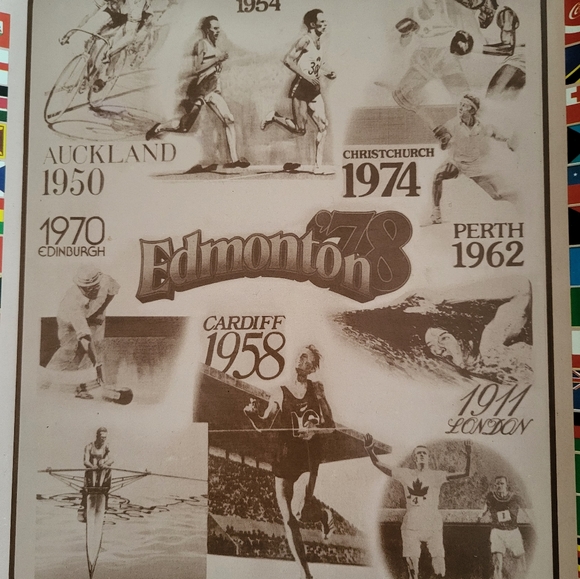 1954
AUCKLAND
1950
CHRISTCHURCH
1974
1970
EDINBURGH
PERTH
1962
Edmonton '78
CARDIFF
1958
1911
LONDON